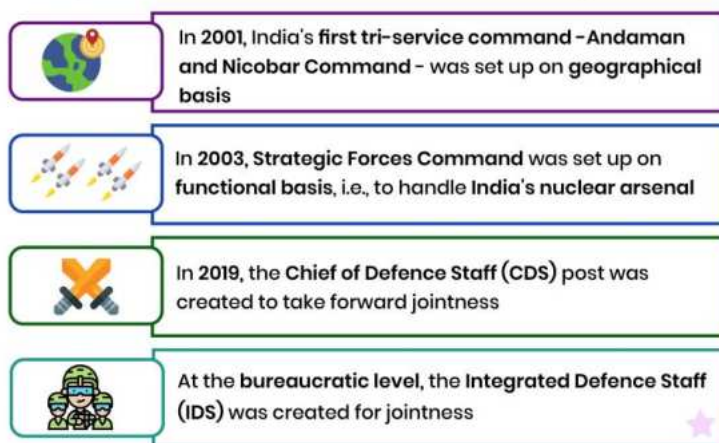 In 2001, India's first tri-service command -Andaman
and Nicobar Command - was set up on geographical
basis
In 2003, Strategic Forces Command was set up on
functional basis, i.e., to handle India's nuclear arsenal
In 2019, the Chief of Defence Staff (CDS) post was
created to take forward jointness
At the bureaucratic level, the Integrated Defence Staff
(IDS) was created for jointness